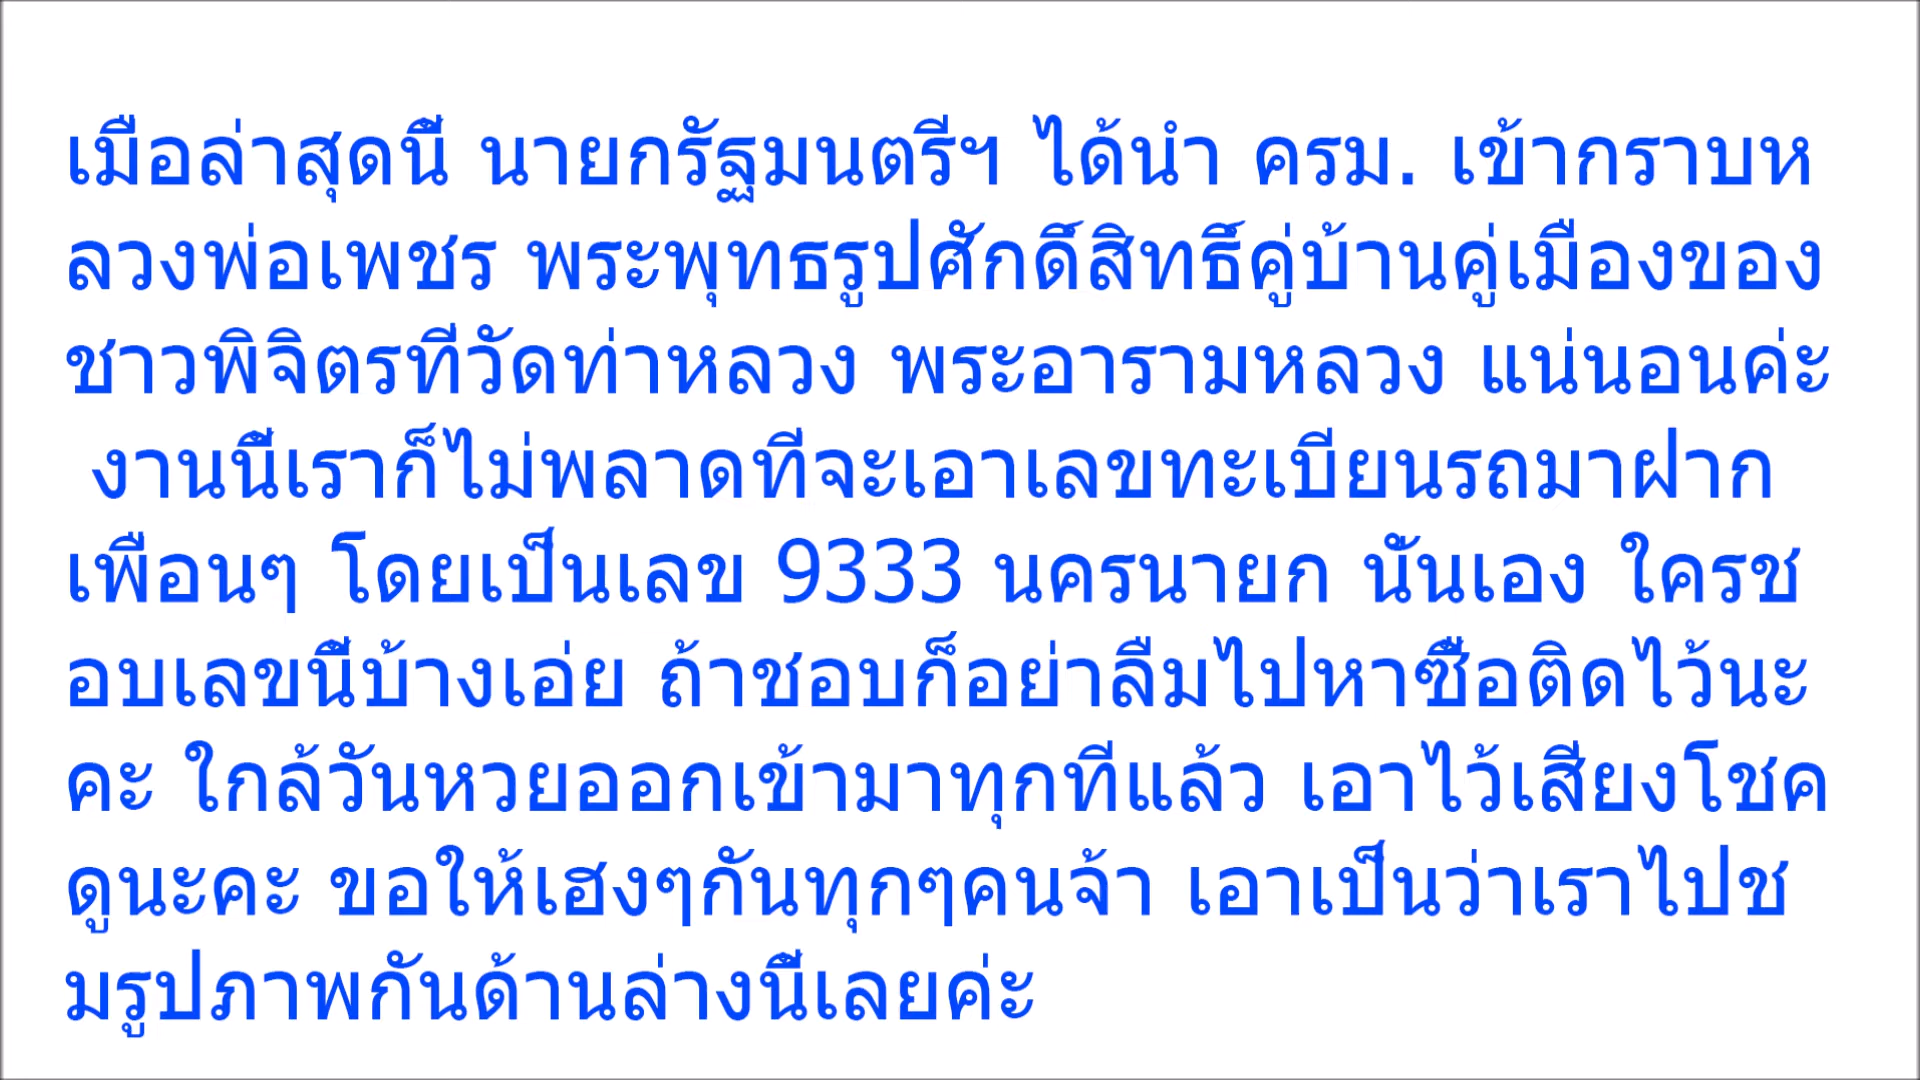 เมื่อล่าสุดนี้ นายกรัฐมนตรีฯ ได้นำ ครม. เข้ากราบห
ลวงพ่อเพชร พระพุทธรูปศักดิ์สิทธิ์คู่บ้านคู่เมืองของ
ชาวพิจิตรที่วัดท่าหลวง พระอารามหลวง แน่นอนค่ะ
งานนี้เราก็ไม่พลาดที่จะเอาเลขทะเบียนรถมาฝาก
เพื่อนๆ โดยเป็นเลข 9333 นครนายก นั่นเอง ใครช
อบเลขนี้บ้างเอ่ย ถ้าชอบก็อย่าลืมไปหาซื้อติดไว้นะ
คะ ใกล้วันหวยออกเข้ามาทุกทีแล้ว เอาไว้เสี่ยงโชค
ดูนะคะ ขอให้เฮงๆกันทุกๆคนจ้า เอาเป็นว่าเราไปช
มรูปภาพกันด้านล่างนี้เลยค่ะ